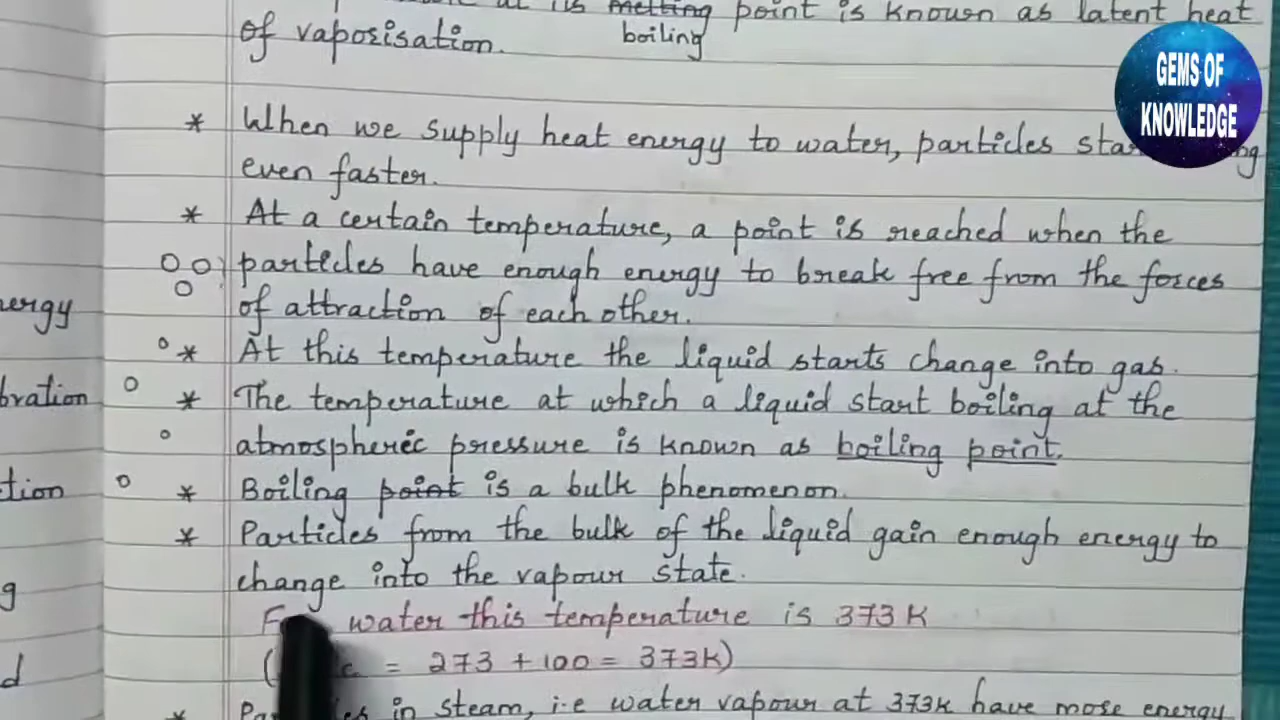 at its melting point is known as latent heat
of vaporisation. boiling
GEMS OF
KNOWLEDGE
* When we supply heat energy to water, particles
even faster.
* At a certain temperature, a point is reached when the
particles have enough energy to break free from the forces
of attraction of each other.
* At this temperature the liquid starts change into gas.
* The temperature at which a liquid start boiling at the
atmospheric pressure is known as boiling point.
* Boiling point is a bulk phenomenon.
* Particles from the bulk of the liquid gain enough energy to
change into the vapour state.
water this temperature is 373 K
= 273 + 100 = 373K)
* in steam, i.e water vapour at 373K have more energy